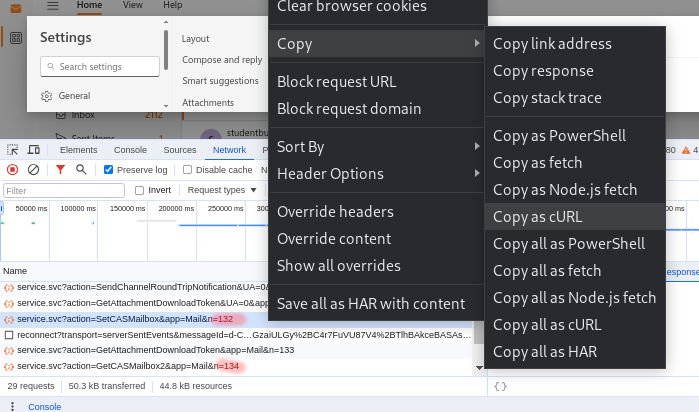 Home
View
Help
Settings
Search settings
General
Layout
Compose and reply
Smart suggestions
Attachments
Inbox 2112
Sent Items
studentbu
Clear browser cookies
Copy
Block request URL
Block request domain
Sort By
Header Options
Override headers
Override content
Show all overrides
Save all as HAR with content
Copy link address
Copy response
Copy stack trace
Copy as PowerShell
Copy as fetch
Copy as Node.js fetch
Copy as cURL
Copy all as PowerShell
Copy all as fetch
Copy all as Node.js fetch
Copy all as cURL
Copy all as HAR
Elements Console Sources Network P
80 4
Preserve log Disable cache N
Filter Invert Request types
50000 ms 100000 ms 150000 ms 200000 ms 250000 ms 30 ms
Name
esponse
service.svc?action=SendChannelRoundTripNotification&UA=0&
service.svc?action=GetAttachmentDownloadToken&UA=0&app
service.svc?action=SetCASMailbox&app=Mail&n=132
reconnect?transport=serverSentEvents&messageId=d-C...GzaiULGy%2BC4r7FuVU87V4%2BTlhBAkceBASAs...
service.svc?action=GetAttachmentDownloadToken&app=Mail&n=133
service.svc?action=GetCASMailbox2&app=Mail&n=134
29 requests 50.3 kB transferred 44.8 kB resources
{}
Console